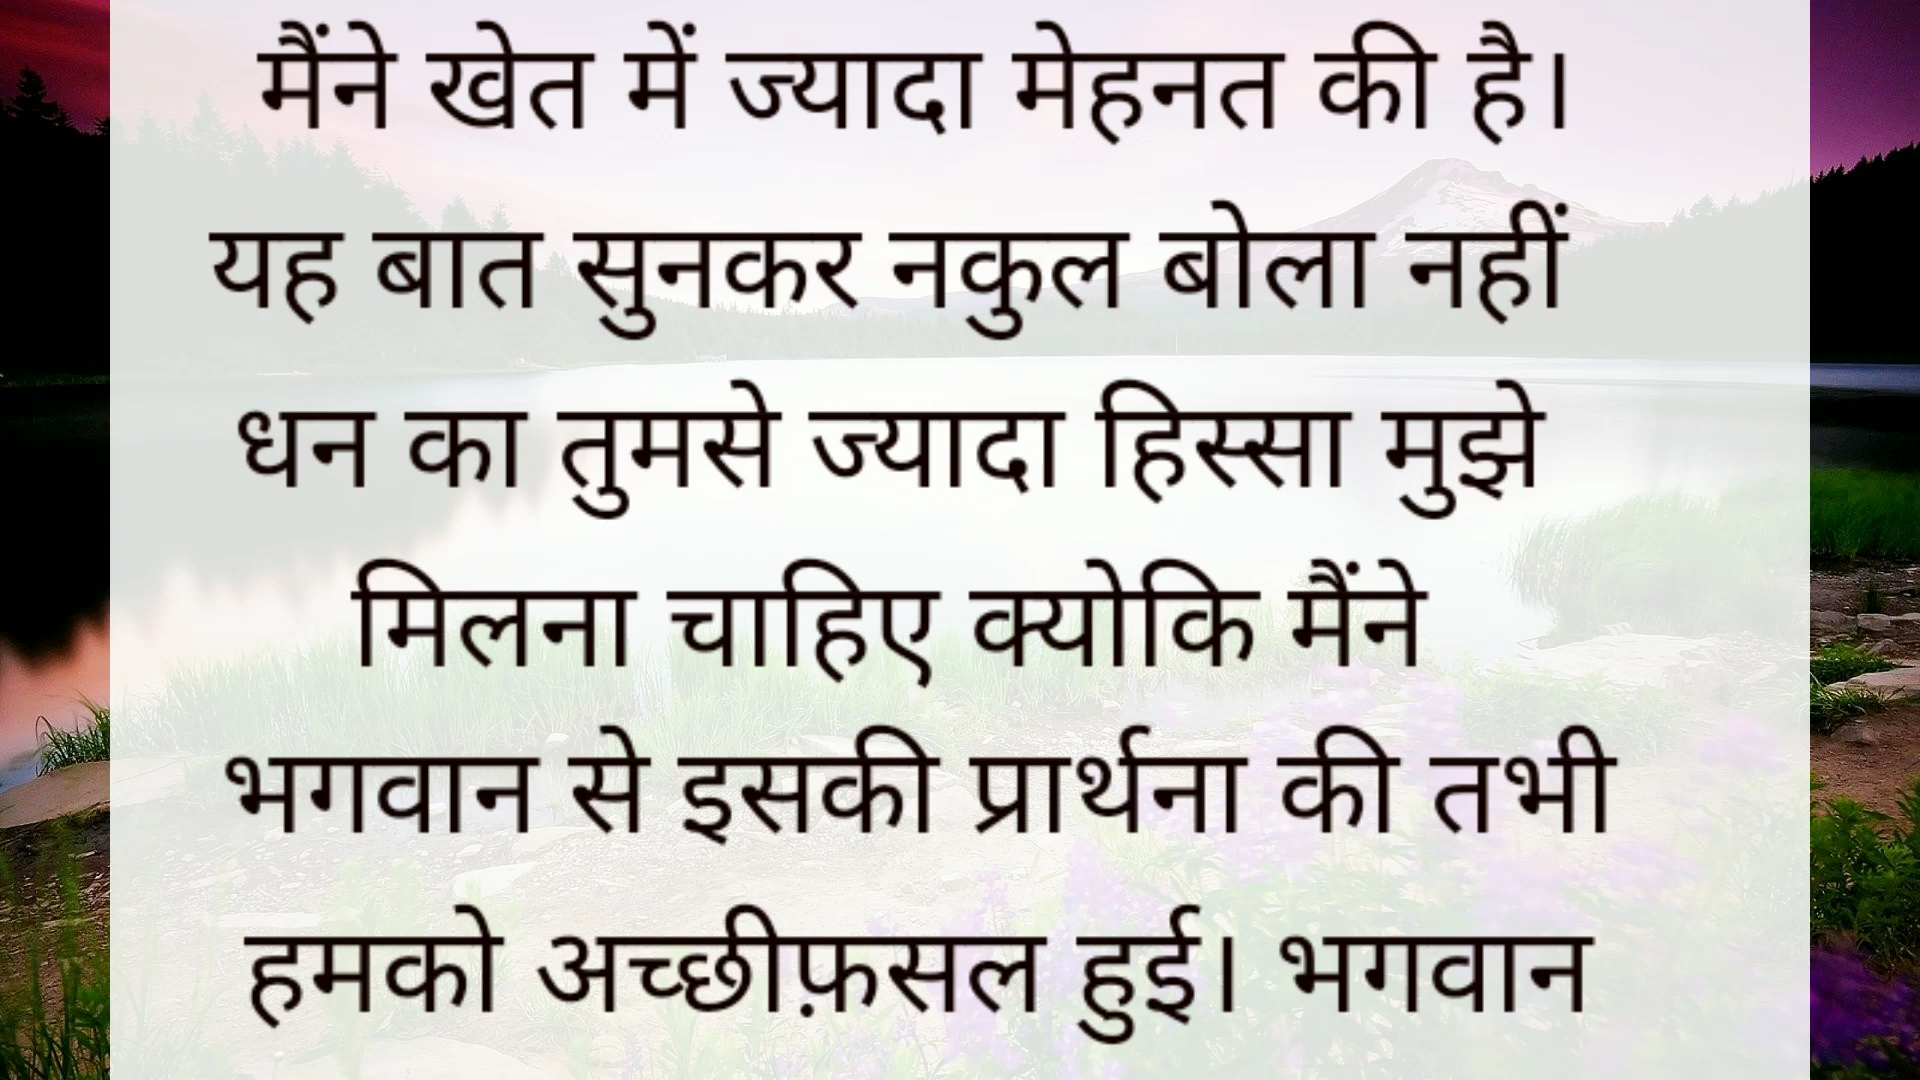 मैंने खेत में ज्यादा मेहनत की है।
यह बात सुनकर नकुल बोला नहीं
धन का तुमसे ज्यादा हिस्सा मुझे
मिलना चाहिए क्योकि मैंने
भगवान से इसकी प्रार्थना की तभी
हमको अच्छीफ़सल हुई। भगवान